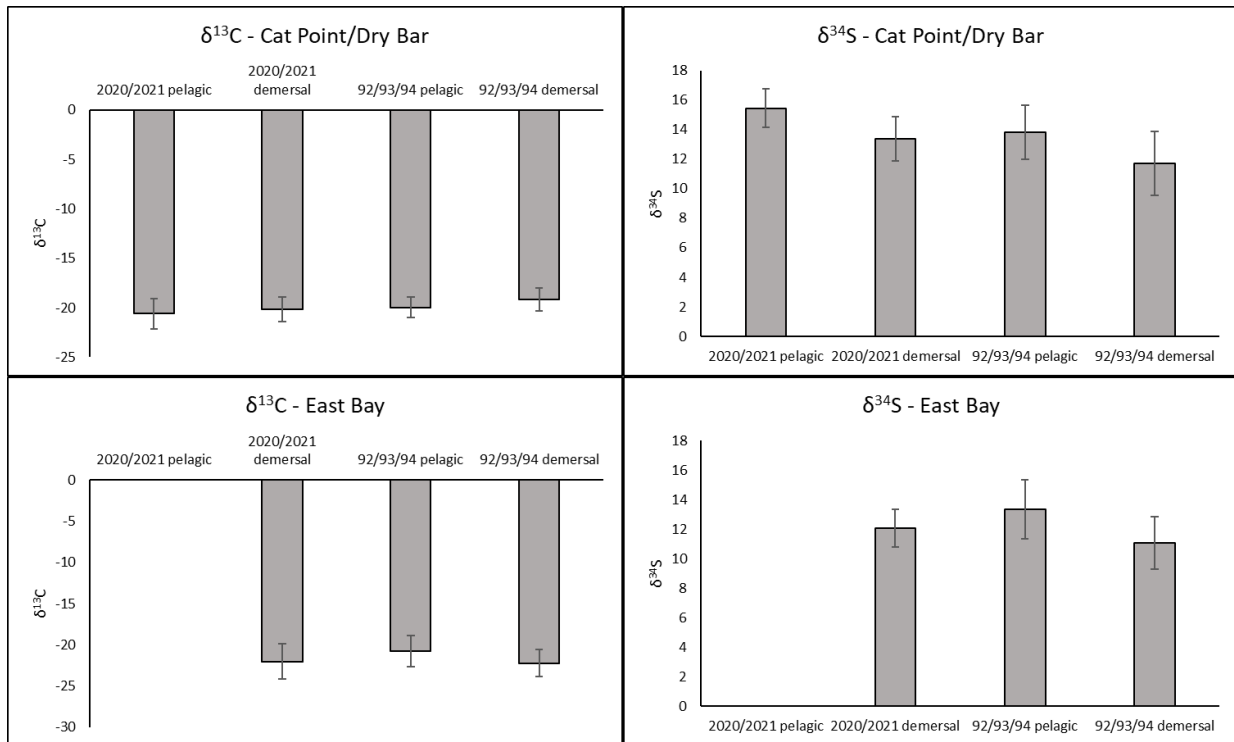 δ¹³C - Cat Point/Dry Bar
2020/2021 pelagic
2020/2021
demersal
92/93/94 pelagic
92/93/94 demersal
0
-5
-10
-15
-20
-25
δ¹³C
δ³⁴S - Cat Point/Dry Bar
18
16
14
12
10
8
6
4
2
0
δ³⁴S
2020/2021 pelagic
2020/2021 demersal
92/93/94 pelagic
92/93/94 demersal
δ¹³C - East Bay
2020/2021 pelagic
2020/2021
demersal
92/93/94 pelagic
92/93/94 demersal
0
-5
-10
-15
-20
-25
-30
δ¹³C
δ³⁴S - East Bay
18
16
14
12
10
8
6
4
2
0
δ³⁴S
2020/2021 pelagic
2020/2021 demersal
92/93/94 pelagic
92/93/94 demersal